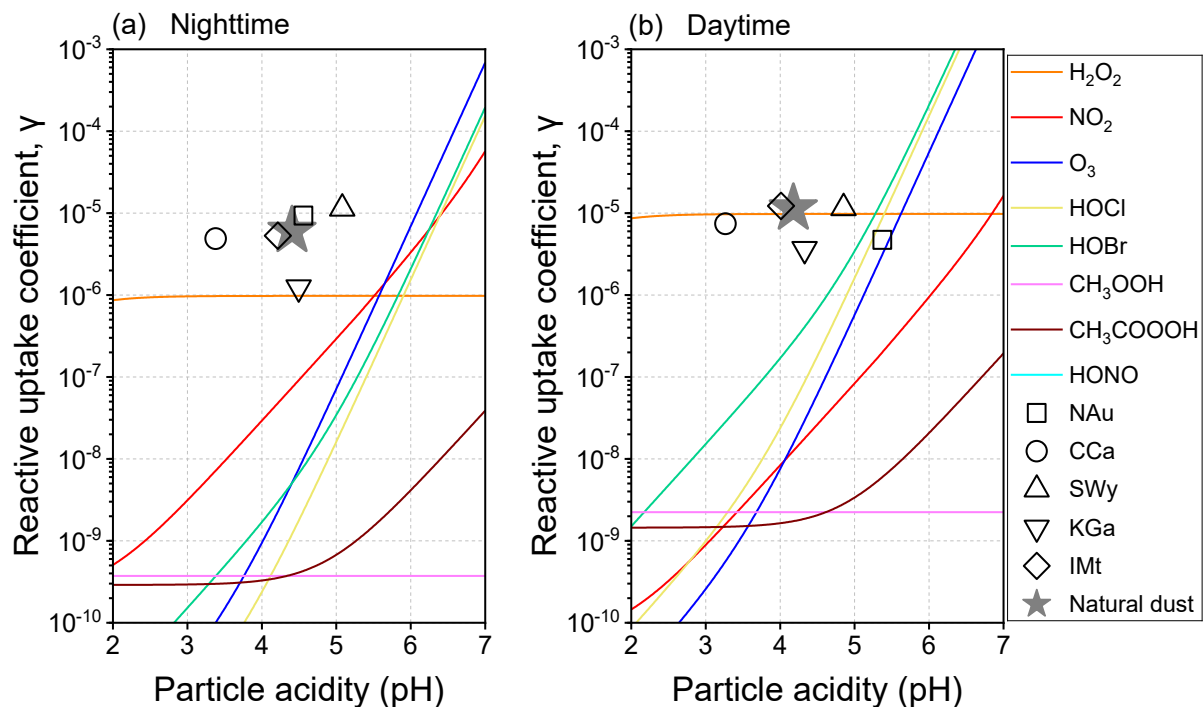 (a) Nighttime
(b) Daytime
Reactive uptake coefficient, γ
10⁻³
10⁻⁴
10⁻⁵
10⁻⁶
10⁻⁷
10⁻⁸
10⁻⁹
10⁻¹⁰
2 3 4 5 6 7
Particle acidity (pH)
Reactive uptake coefficient, γ
10⁻³
10⁻⁴
10⁻⁵
10⁻⁶
10⁻⁷
10⁻⁸
10⁻⁹
10⁻¹⁰
2 3 4 5 6 7
Particle acidity (pH)
H₂O₂
NO₂
O₃
HOCl
HOBr
CH₃OOH
CH₃COOOH
HONO
NAu
CCa
SWy
KGa
IMt
Natural dust